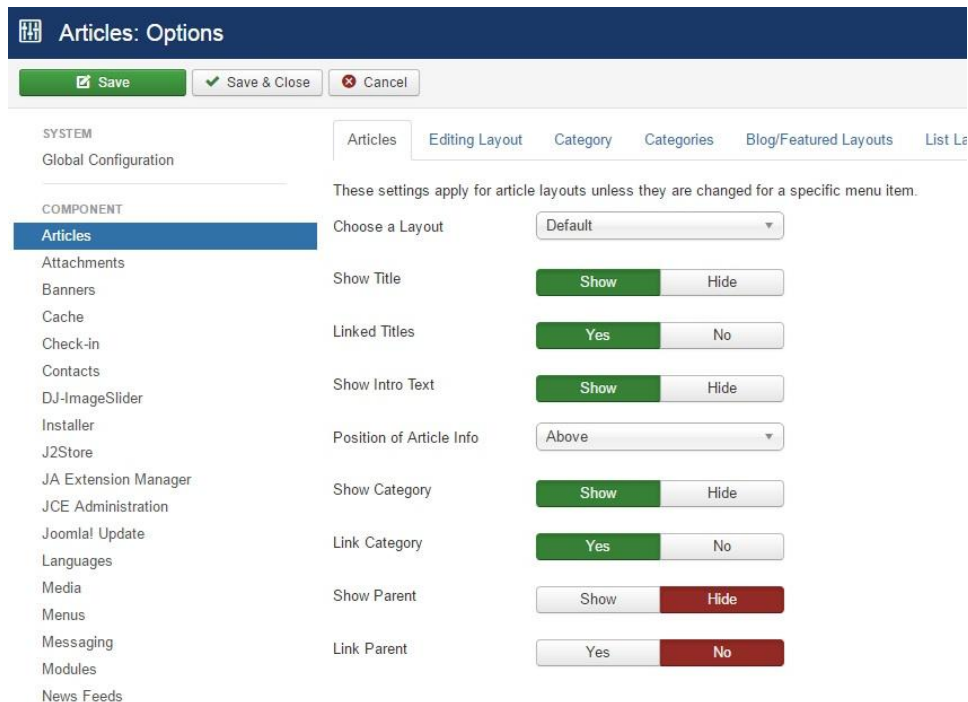 Articles: Options
Save
Save & Close
Cancel
SYSTEM
Global Configuration
COMPONENT
Articles
Attachments
Banners
Cache
Check-in
Contacts
DJ-ImageSlider
Installer
J2Store
JA Extension Manager
JCE Administration
Joomla! Update
Languages
Media
Menus
Messaging
Modules
News Feeds
Articles Editing Layout Category Categories Blog/Featured Layouts List La
These settings apply for article layouts unless they are changed for a specific menu item.
Choose a Layout Default
Show Title Show Hide
Linked Titles Yes No
Show Intro Text Show Hide
Position of Article Info Above
Show Category Show Hide
Link Category Yes No
Show Parent Show Hide
Link Parent Yes No